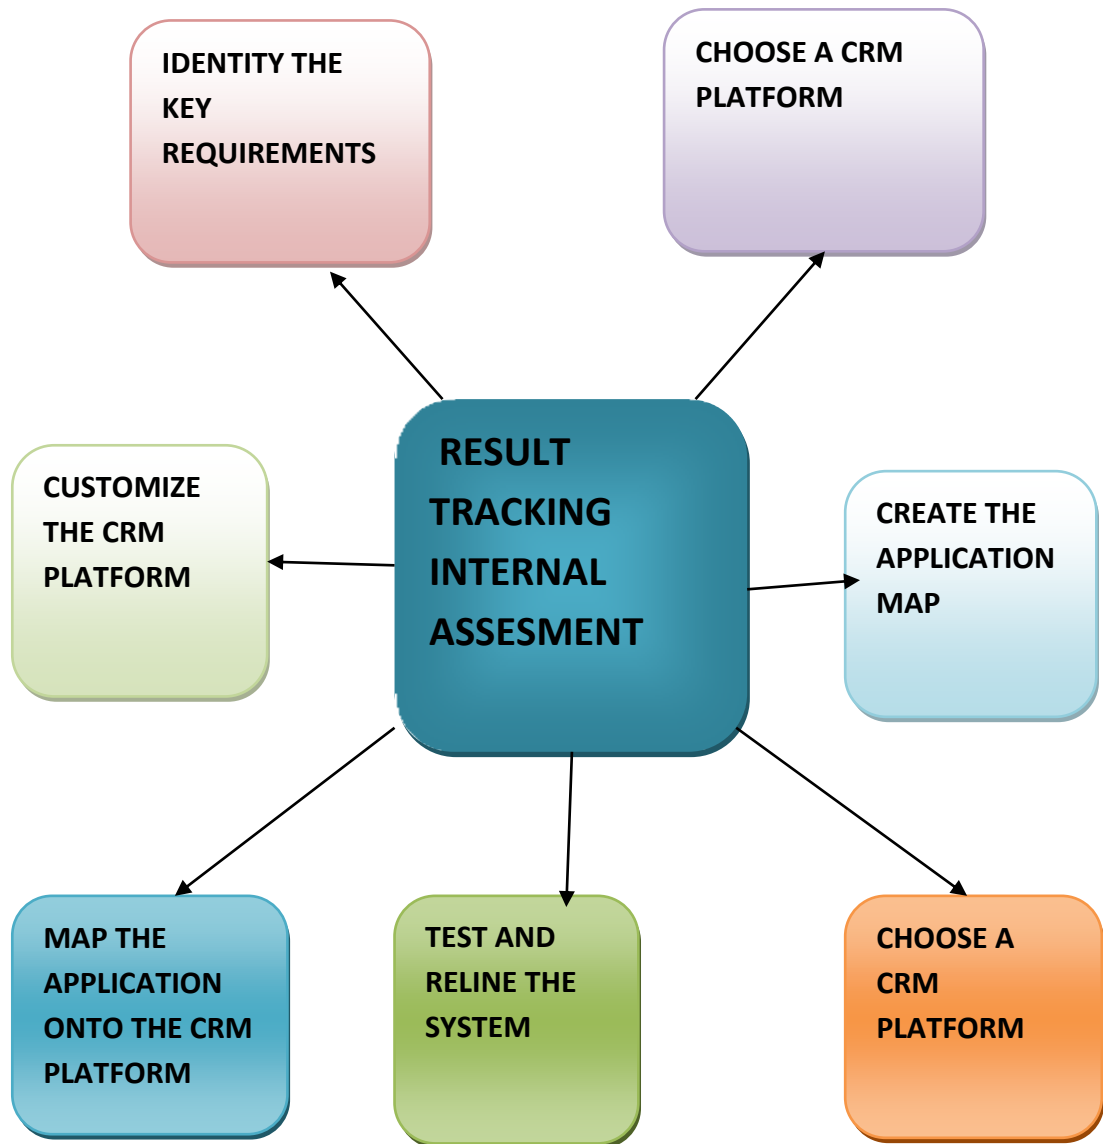 IDENTITY THE
KEY
REQUIREMENTS
CHOOSE A CRM
PLATFORM
RESULT
TRACKING
INTERNAL
ASSESMENT
CUSTOMIZE
THE CRM
PLATFORM
CREATE THE
APPLICATION
MAP
MAP THE
APPLICATION
ONTO THE CRM
PLATFORM
TEST AND
RELINE THE
SYSTEM
CHOOSE A
CRM
PLATFORM